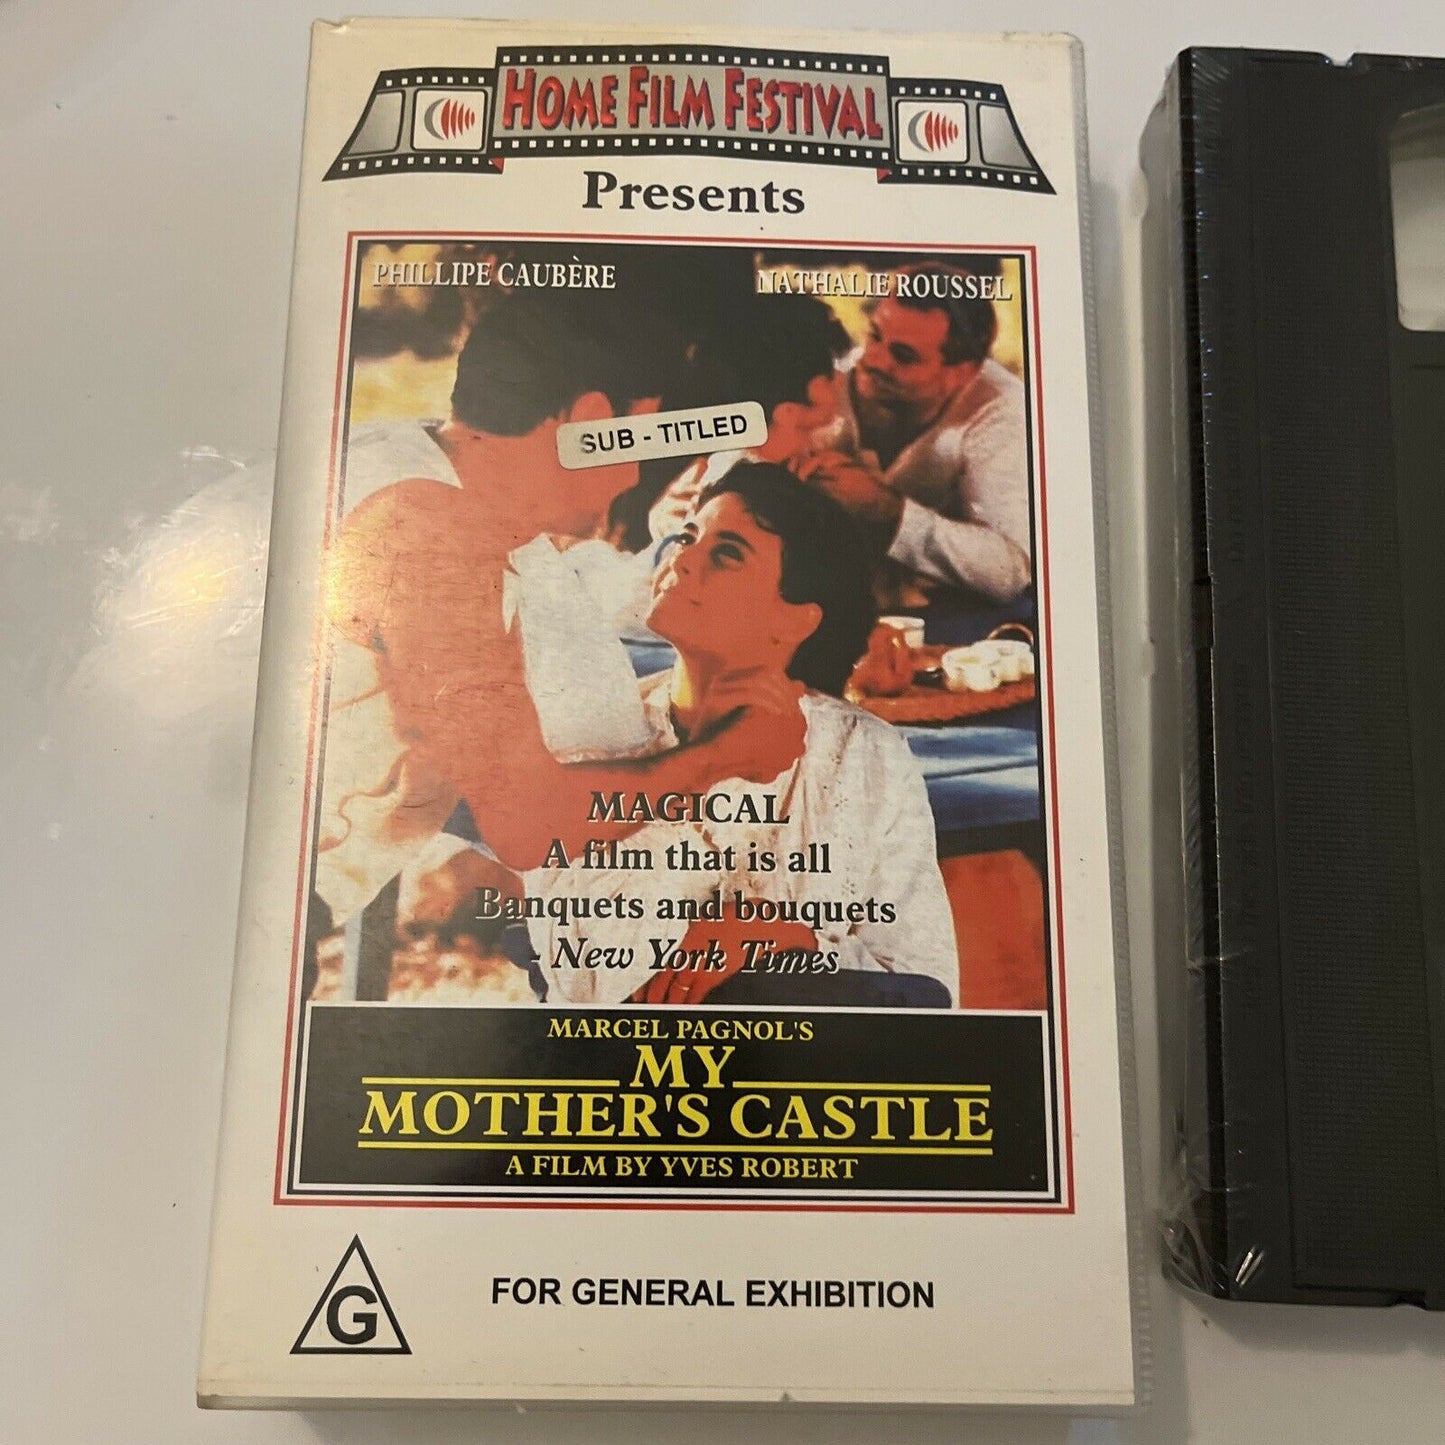 HOME FILM FESTIVAL
Presents
PHILLIPE CAUBÈRE NATHALIE ROUSSEL
SUB - TITLED
MAGICAL
A film that is all
Banquets and bouquets
- New York Times
MARCEL PAGNOL'S
MY
MOTHER'S CASTLE
A FILM BY YVES ROBERT
G
FOR GENERAL EXHIBITION